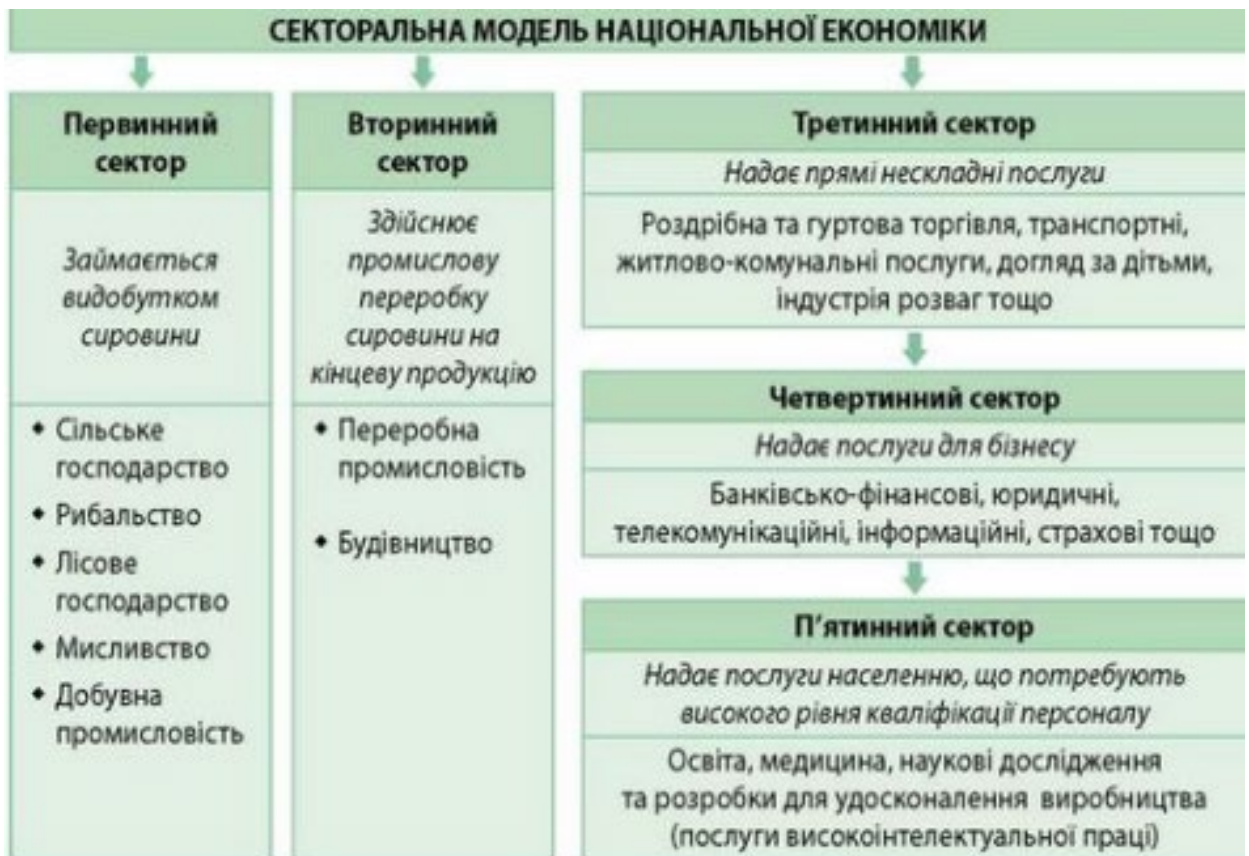 СЕКТОРАЛЬНА МОДЕЛЬ НАЦІОНАЛЬНОЇ ЕКОНОМІКИ
Первинний
сектор
Займається
видобутком
сировини
◆ Сільське
господарство
◆ Рибальство
◆ Лісове
господарство
◆ Мисливство
◆ Добувна
промисловість
Вторинний
сектор
Здійснює
промислову
переробку
сировини на
кінцеву продукцію
◆ Переробна
промисловість
◆ Будівництво
Третинний сектор
Надає прямі нескладні послуги
Роздрібна та гуртова торгівля, транспортні,
житлово-комунальні послуги, догляд за дітьми,
індустрія розваг тощо
Четвертинний сектор
Надає послуги для бізнесу
Банківсько-фінансові, юридичні,
телекомунікаційні, інформаційні, страхові тощо
П’ятинний сектор
Надає послуги населенню, що потребують
високого рівня кваліфікації персоналу
Освіта, медицина, наукові дослідження
та розробки для удосконалення виробництва
(послуги високоінтелектуальної праці)